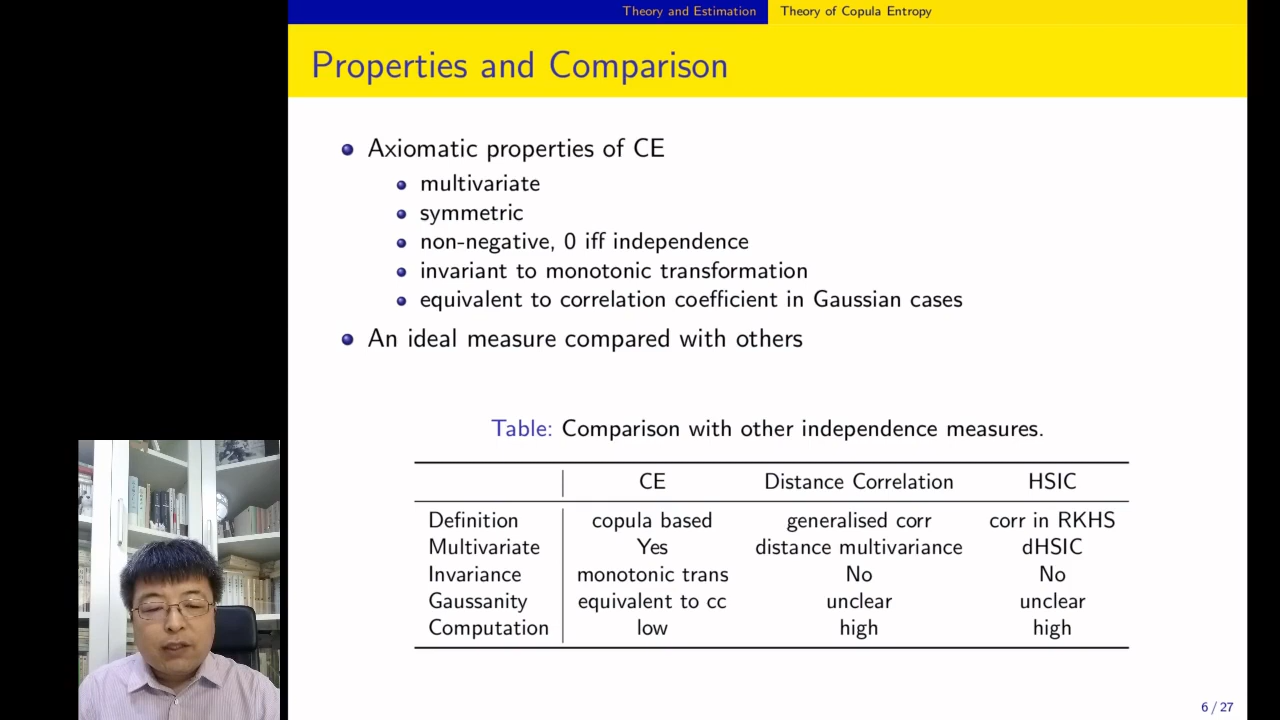 Theory and Estimation Theory of Copula Entropy
Properties and Comparison
Axiomatic properties of CE
multivariate
symmetric
non-negative, 0 iff independence
invariant to monotonic transformation
equivalent to correlation coefficient in Gaussian cases
An ideal measure compared with others
Table: Comparison with other independence measures.
CE Distance Correlation HSIC
Definition copula based generalised corr corr in RKHS
Multivariate Yes distance multivariance dHSIC
Invariance monotonic trans No No
Gaussanity equivalent to cc unclear unclear
Computation low high high
6 / 27